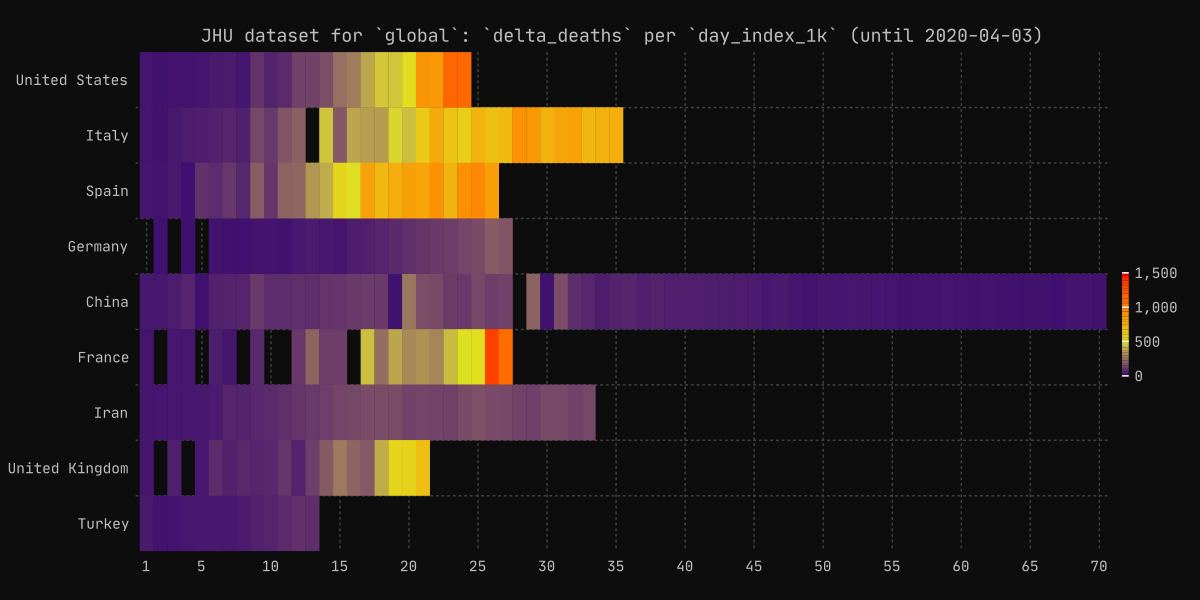 JHU dataset for `global`: `delta_deaths` per `day_index_1k` (until 2020-04-03)
United States
Italy
Spain
Germany
China
France
Iran
United Kingdom
Turkey
1,500
1,000
500
0
1 5 10 15 20 25 30 35 40 45 50 55 60 65 70